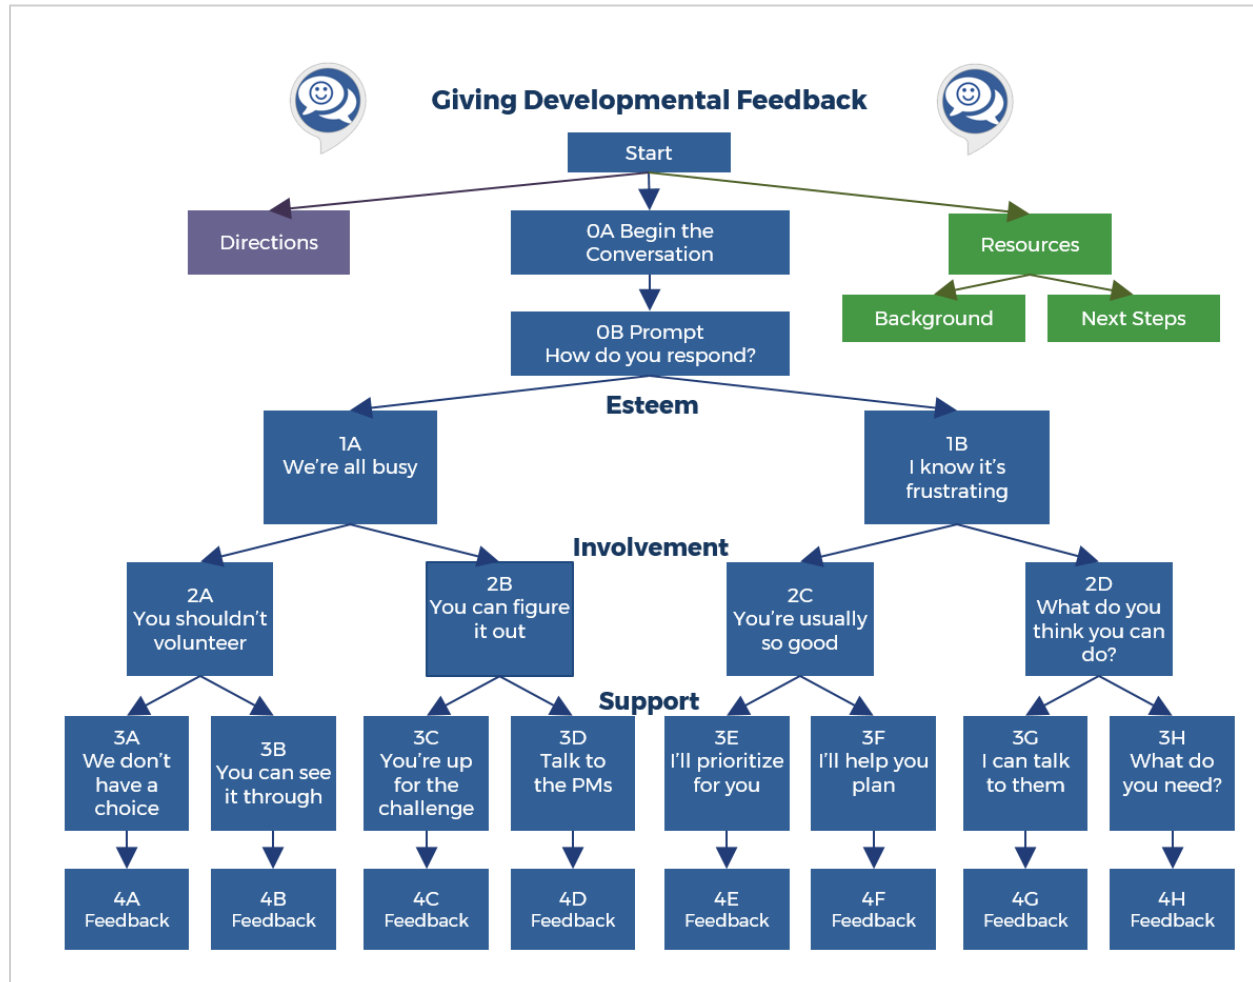 Giving Developmental Feedback
Start
Directions
0A Begin the
Conversation
Resources
Background
Next Steps
0B Prompt
How do you respond?
Esteem
1A
We're all busy
1B
I know it's
frustrating
Involvement
2A
You shouldn't
volunteer
2B
You can figure
it out
2C
You're usually
so good
2D
What do you
think you can
do?
Support
3A
We don't
have a
choice
3B
You can see
it through
3C
You're up
for the
challenge
3D
Talk to
the PMs
3E
I'll prioritize
for you
3F
I'll help you
plan
3G
I can talk
to them
3H
What do
you need?
4A
Feedback
4B
Feedback
4C
Feedback
4D
Feedback
4E
Feedback
4F
Feedback
4G
Feedback
4H
Feedback